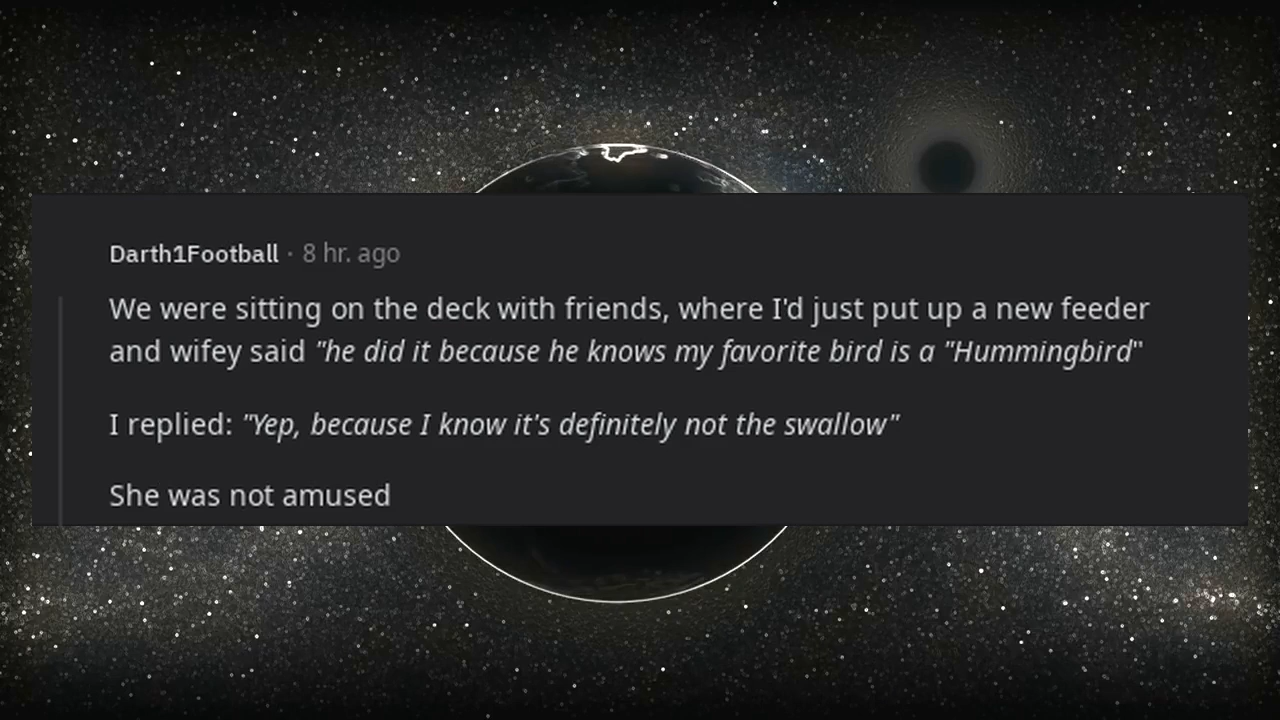 Darth1Football · 8 hr. ago
We were sitting on the deck with friends, where I'd just put up a new feeder
and wifey said "he did it because he knows my favorite bird is a "Hummingbird"
I replied: "Yep, because I know it's definitely not the swallow"
She was not amused